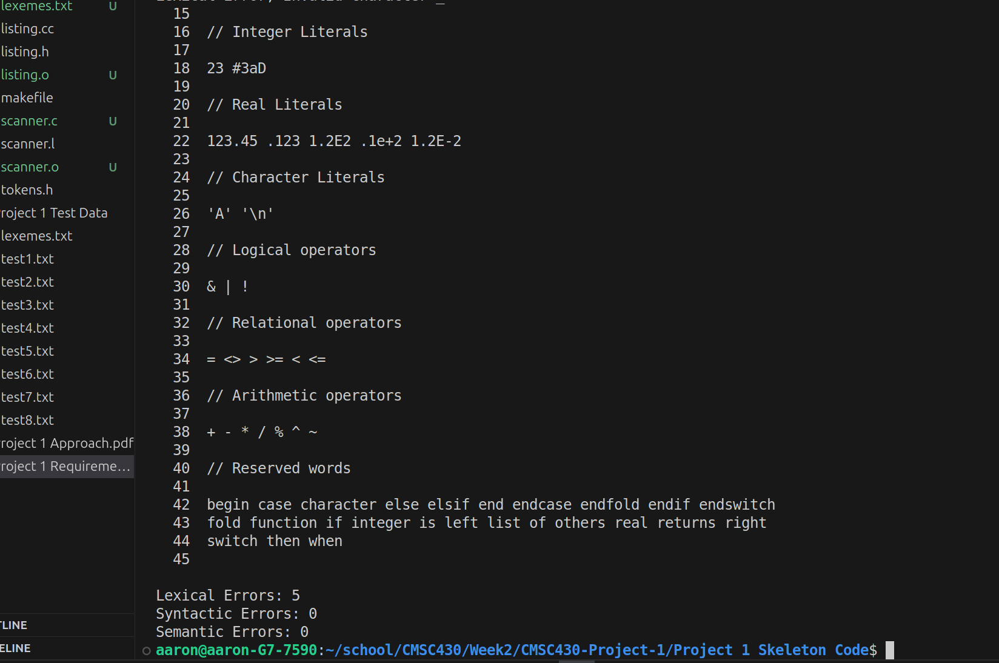 lexemes.txt U
listing.cc
listing.h
listing.o U
makefile
scanner.c U
scanner.l
scanner.o U
tokens.h
roject 1 Test Data
lexemes.txt
test1.txt
test2.txt
test3.txt
test4.txt
test5.txt
test6.txt
test7.txt
test8.txt
roject 1 Approach.pdf
roject 1 Requireme...
TLINE
ELINE
15
16 // Integer Literals
17
18 23 #3aD
19
20 // Real Literals
21
22 123.45 .123 1.2E2 .1e+2 1.2E-2
23
24 // Character Literals
25
26 'A' '\n'
27
28 // Logical operators
29
30 & | !
31
32 // Relational operators
33
34 = <> > >= < <=
35
36 // Arithmetic operators
37
38 + - * / % ^ ~
39
40 // Reserved words
41
42 begin case character else elsif end endcase endfold endif endswitch
43 fold function if integer is left list of others real returns right
44 switch then when
45
Lexical Errors: 5
Syntactic Errors: 0
Semantic Errors: 0
aaron@aaron-G7-7590:~/school/CMSC430/Week2/CMSC430-Project-1/Project 1 Skeleton Code$